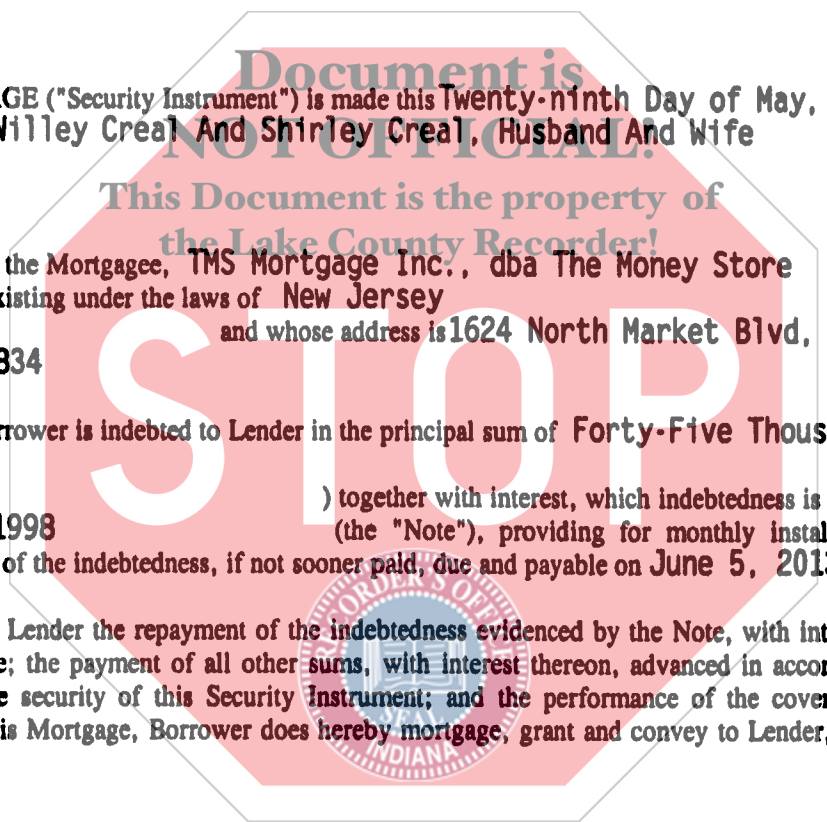 Document is
GE ("Security Instrument") is made this Twenty-ninth Day of May,
Willey Creal And Shirley Creal, Husband And Wife
NOT OFFICIAL!
This Document is the property of
the Lake County Recorder!
the Mortgagee, TMS Mortgage Inc., dba The Money Store
isting under the laws of New Jersey
and whose address is 1624 North Market Blvd,
834
STOP
rrower is indebted to Lender in the principal sum of Forty-Five Thous
) together with interest, which indebtedness is
1998 (the "Note"), providing for monthly instal
of the indebtedness, if not sooner paid, due and payable on June 5, 201
RECORDER'S OFFICE
Lender the repayment of the indebtedness evidenced by the Note, with int
e; the payment of all other sums, with interest thereon, advanced in accor
e security of this Security Instrument; and the performance of the cove
is Mortgage, Borrower does hereby mortgage, grant and convey to Lender,
SEAL
INDIANA